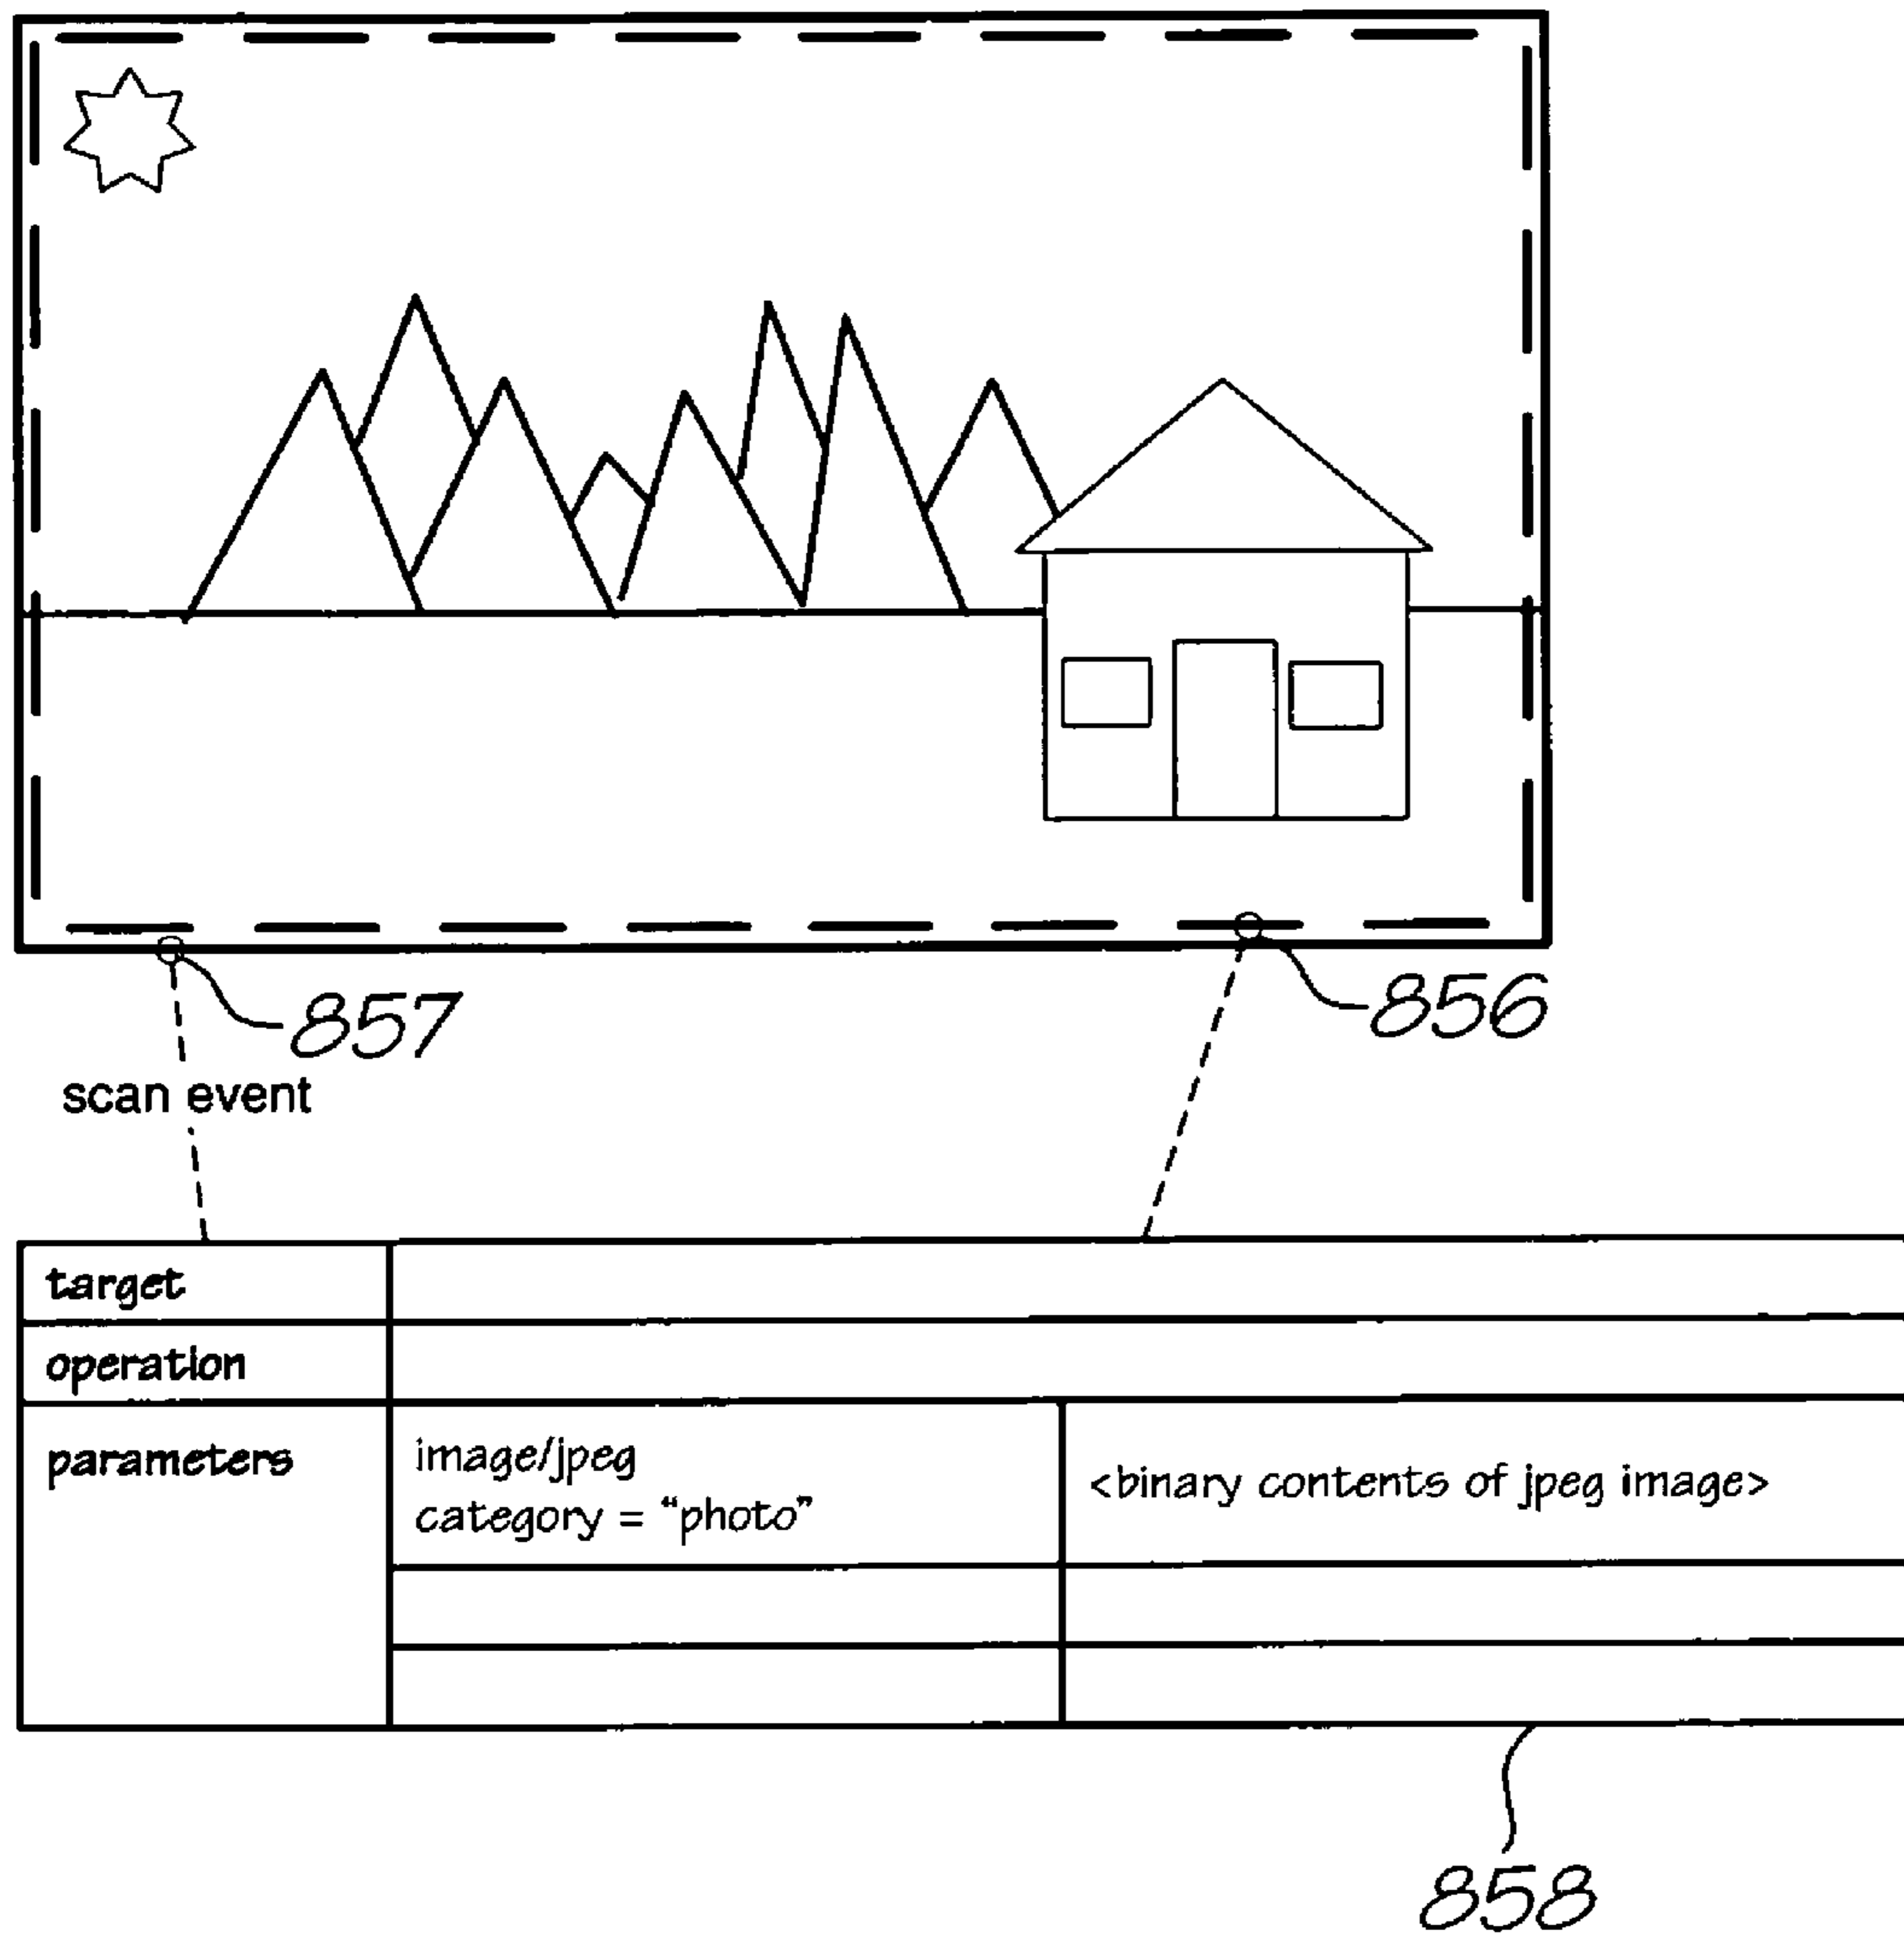 857
856
scan event
target
operation
parameters
image/jpeg
category = “photo”
<binary contents of jpeg image>
858